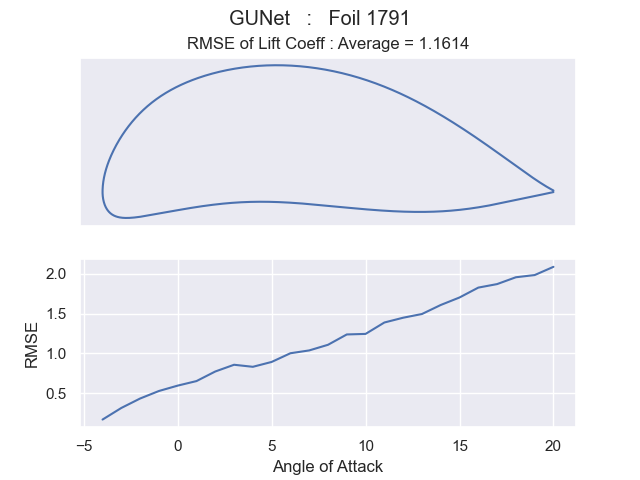 GUNet   :   Foil 1791
RMSE of Lift Coeff : Average = 1.1614
2.0
1.5
1.0
0.5
RMSE
−5 0 5 10 15 20
Angle of Attack